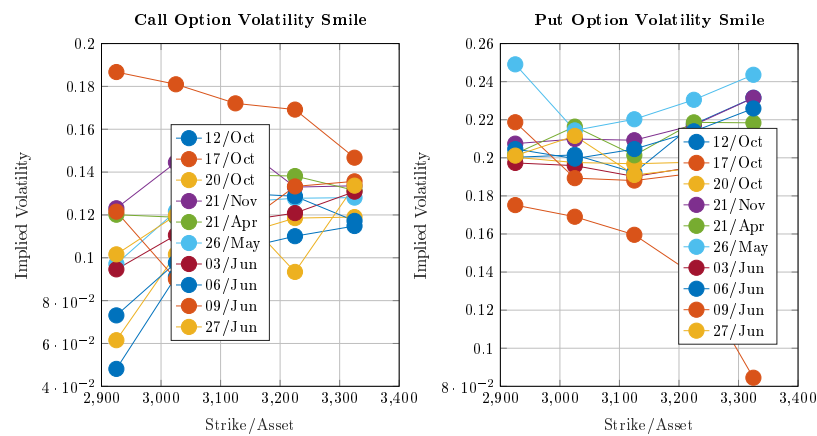 Call Option Volatility Smile
0.2
0.18
0.16
0.14
0.12
0.1
8 · 10⁻²
6 · 10⁻²
4 · 10⁻²
Implied Volatility
12/Oct
17/Oct
20/Oct
21/Nov
21/Apr
26/May
03/Jun
06/Jun
09/Jun
27/Jun
2,900 3,000 3,100 3,200 3,300 3,400
Strike/Asset
Put Option Volatility Smile
0.26
0.24
0.22
0.2
0.18
0.16
0.14
0.12
0.1
8 · 10⁻²
Implied Volatility
12/Oct
17/Oct
20/Oct
21/Nov
21/Apr
26/May
03/Jun
06/Jun
09/Jun
27/Jun
2,900 3,000 3,100 3,200 3,300 3,400
Strike/Asset